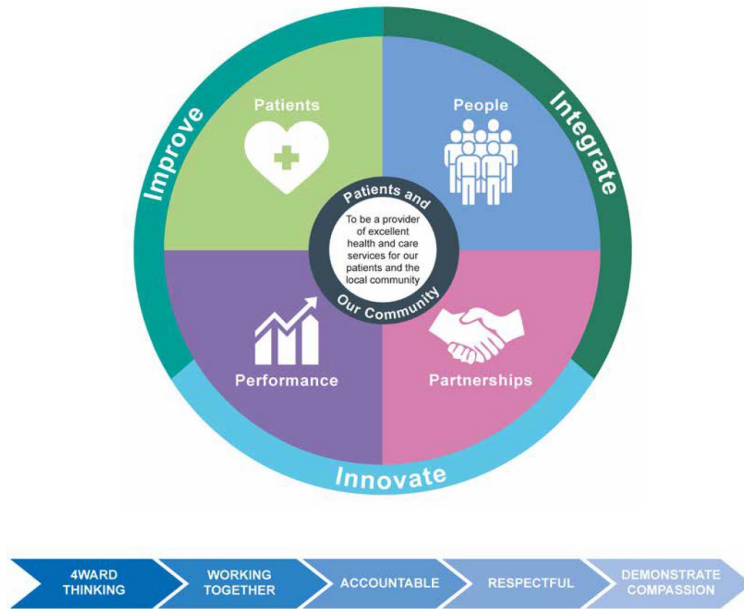 Improve
Integrate
Innovate
Patients
People
Performance
Partnerships
Patients and
To be a provider
of excellent
health and care
services for our
patients and the
local community
Our Community
4WARD
THINKING
WORKING
TOGETHER
ACCOUNTABLE
RESPECTFUL
DEMONSTRATE
COMPASSION